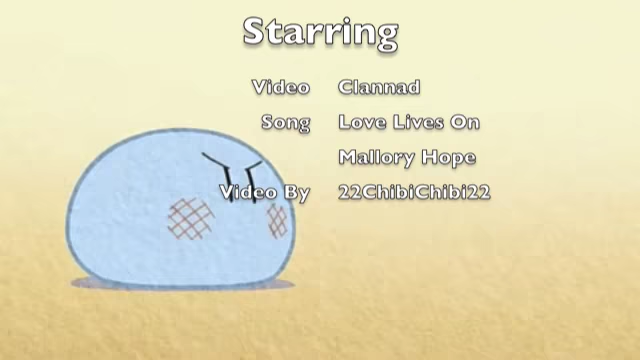 Starring
Video Clannad
Song Love Lives On
Mallory Hope
Video By 22ChibiChibi22